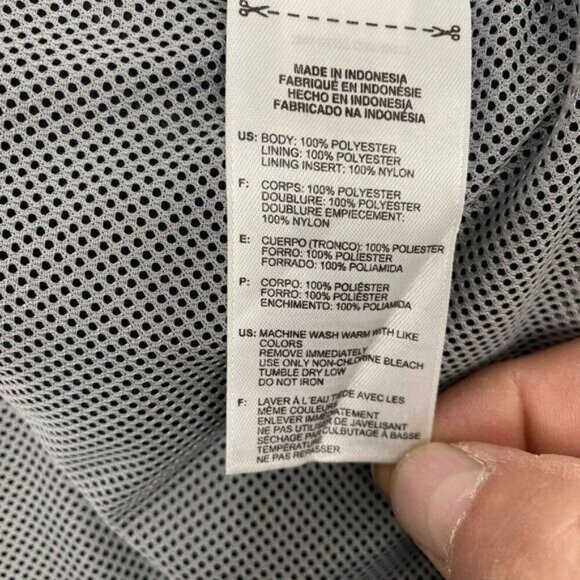 MADE IN INDONESIA
FABRIQUÉ EN INDONÉSIE
HECHO EN INDONESIA
FABRICADO NA INDONÉSIA
US: BODY: 100% POLYESTER
LINING: 100% POLYESTER
LINING INSERT: 100% NYLON
F: CORPS: 100% POLYESTER
DOUBLURE: 100% POLYESTER
DOUBLURE EMPIECEMENT:
100% NYLON
E: CUERPO (TRONCO): 100% POLIESTER
FORRO: 100% POLIESTER
FORRADO: 100% POLIAMIDA
P: CORPO: 100% POLIÉSTER
FORRO: 100% POLIÉSTER
ENCHIMENTO: 100% POLIAMIDA
US: MACHINE WASH WARM WITH LIKE
COLORS
REMOVE IMMEDIATELY
USE ONLY NON-CHLORINE BLEACH
TUMBLE DRY LOW
DO NOT IRON
F: LAVER À L'EAU TIÈDE AVEC LES
MÊME COULEURS
ENLEVER IMMÉDIATEMENT
NE PAS UTILISER DE JAVELISANT
SÉCHAGE PAR CULBUTAGE À BASSE
NE PAS REPASSER